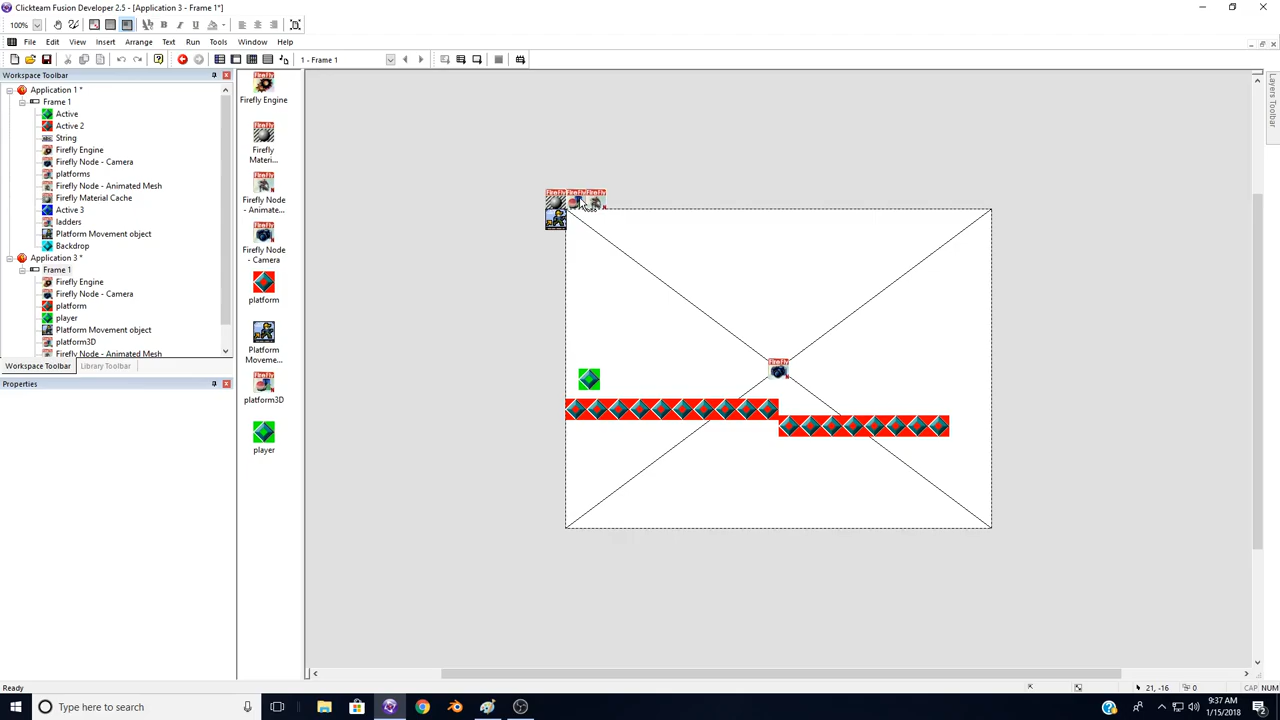 Clickteam Fusion Developer 2.5 - [Application 3 - Frame 1*]
100%
File Edit View Insert Arrange Text Run Tools Window Help
1 - Frame 1
Workspace Toolbar
Application 1 *
Frame 1
Active
Active 2
String
Firefly Engine
Firefly Node - Camera
platforms
Firefly Node - Animated Mesh
Firefly Material Cache
Active 3
ladders
Platform Movement object
Backdrop
Application 3 *
Frame 1
Firefly Engine
Firefly Node - Camera
platform
player
Platform Movement object
platform3D
Firefly Node - Animated Mesh
Workspace Toolbar Library Toolbar
Properties
Firefly Engine
Firefly
Materi...
Firefly Node
- Animate...
Firefly Node
- Camera
platform
Platform
Moveme...
platform3D
player
Layers Toolbar
Ready
21, -16
0
CAP NUM
Type here to search
9:37 AM
1/15/2018
2